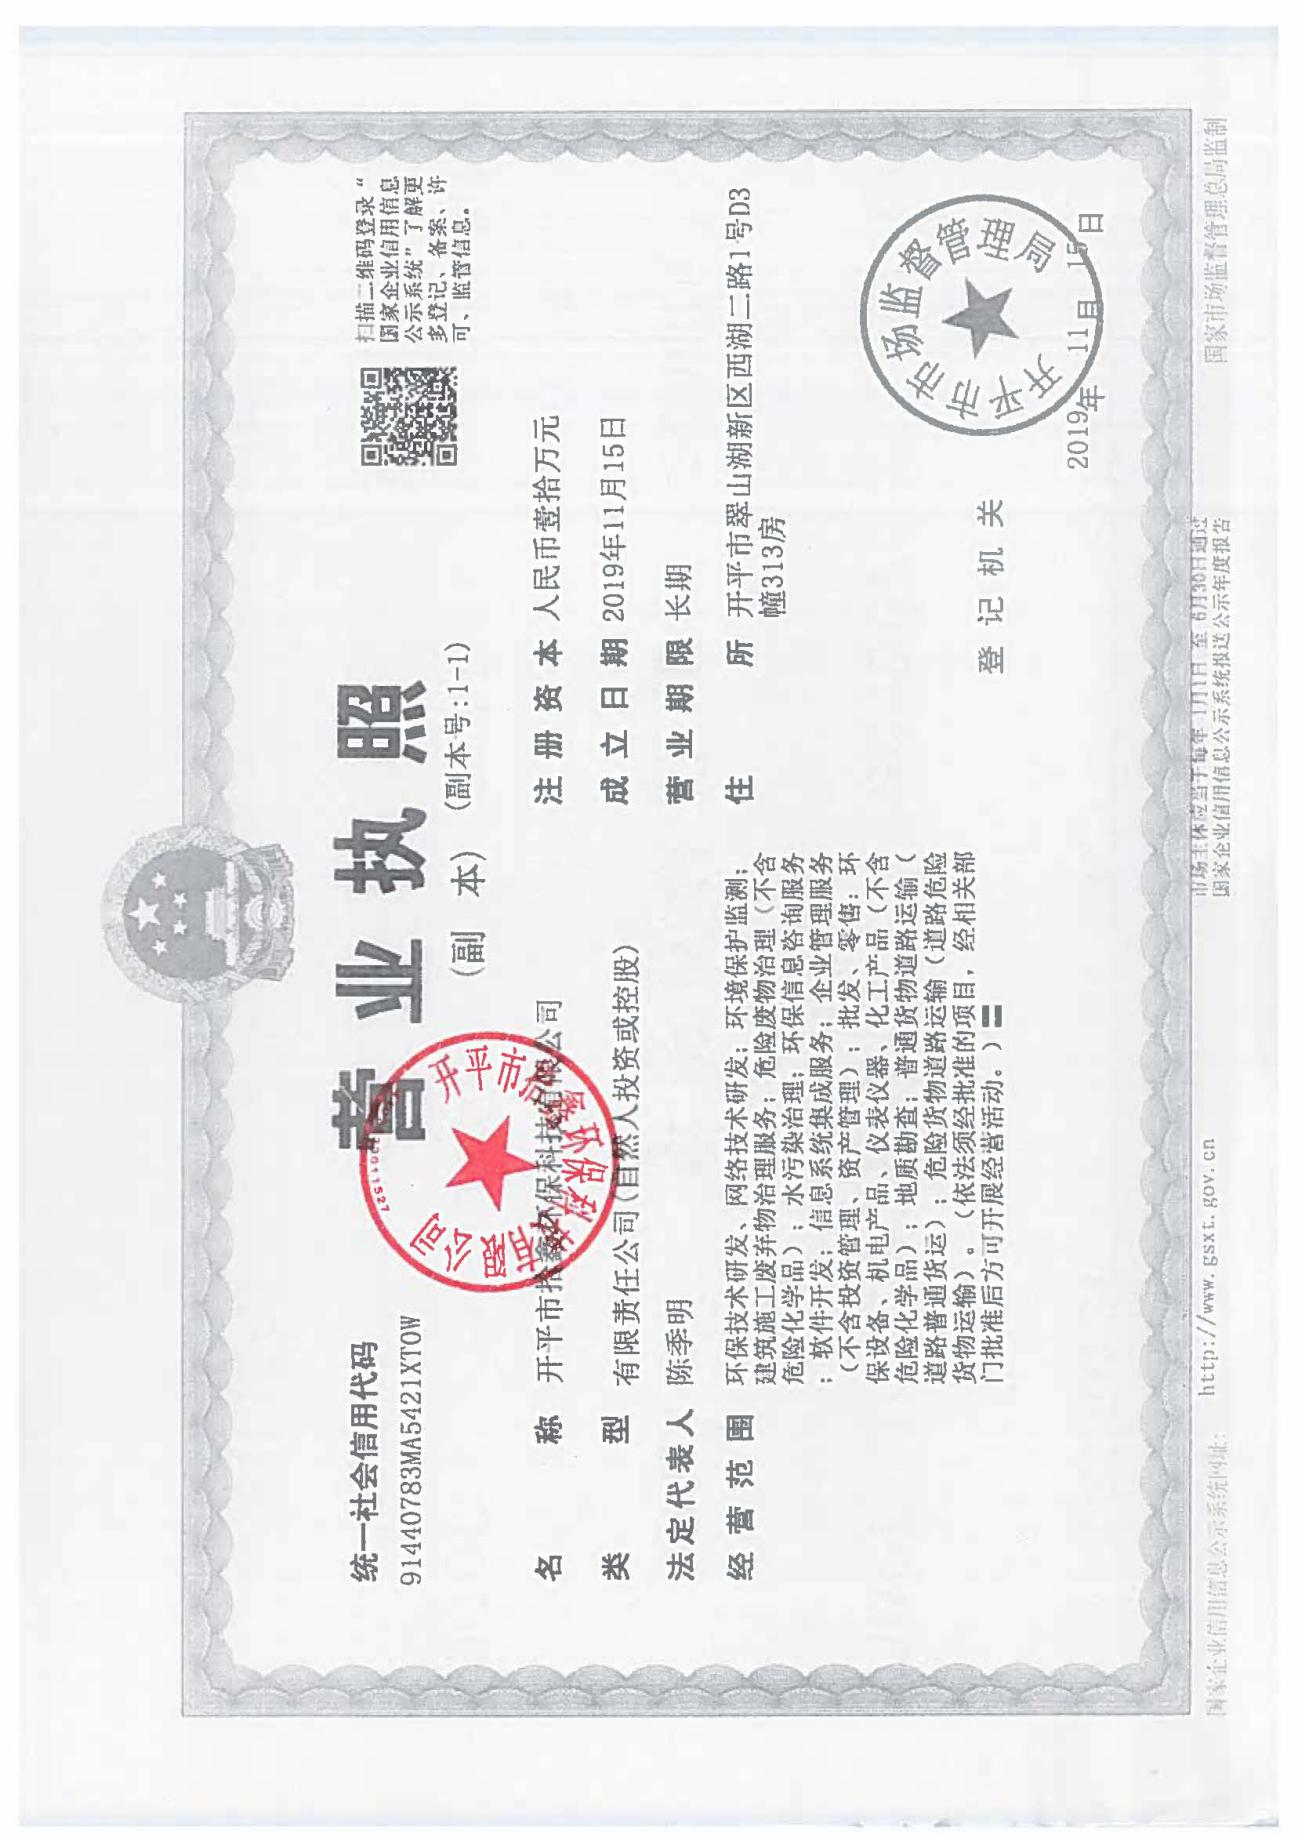 统一社会信用代码
91440783MA5421XT0W
营业执照
(副 本)
(副本号:1-1)
扫描二维码登录“
国家企业信用信息
公示系统”了解更
多登记、备案、许
可、监管信息。
名 称 开平市 环保科技有限公司
类 型 有限责任公司(自然人投资或控股)
法定代表人 陈季明
经营范围 环保技术研发、网络技术研发；环境保护监测；
建筑施工废弃物治理服务；危险废物治理（不含
危险化学品）；水污染治理；环保信息咨询服务
；软件开发；信息系统集成服务；企业管理服务
（不含投资管理、资产管理）；批发、零售：环
保设备、机电产品、仪表仪器、化工产品（不含
危险化学品）；地质勘查；普通货物道路运输（
道路普通货运）；危险货物道路运输（道路危险
货物运输）。（依法须经批准的项目，经相关部
门批准后方可开展经营活动。）
注册资本 人民币壹拾万元
成立日期 2019年11月15日
营业期限 长期
住 所 开平市翠山湖新区西湖二路1号D3
幢313房
开平市 环保科技有限公司
登记机关
开平市市场监督管理局
2019年 11月 15日
国家企业信用信息公示系统网址：
http://www.gsxt.gov.cn
市场主体应当于每年 1月1日 至 6月30日通过
国家企业信用信息公示系统报送公示年度报告
国家市场监督管理总局监制